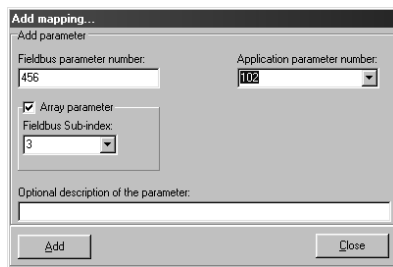 Add mapping...
Add parameter
Fieldbus parameter number: Application parameter number:
456 102
Array parameter
Fieldbus Sub-index:
3
Optional description of the parameter:
Add Close